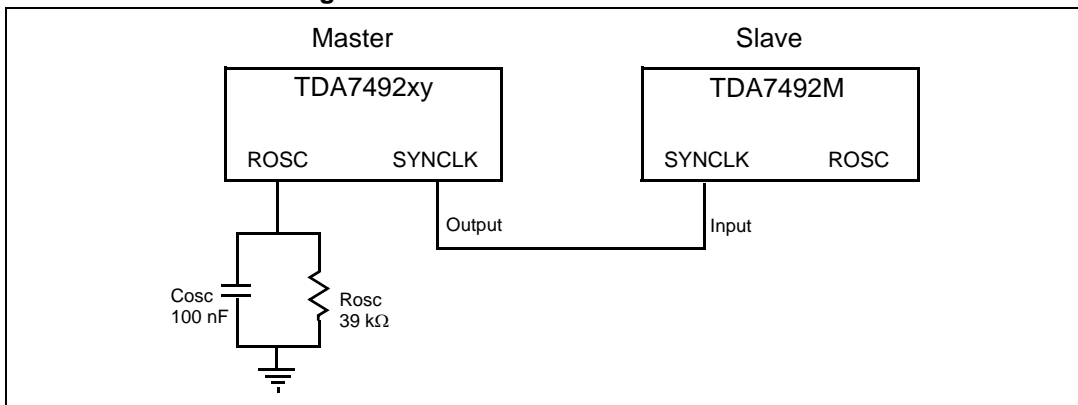 Master Slave
TDA7492xy TDA7492M
ROSC SYNCLK SYNCLK ROSC
Output Input
Cosc
100 nF
Rosc
39 kΩ